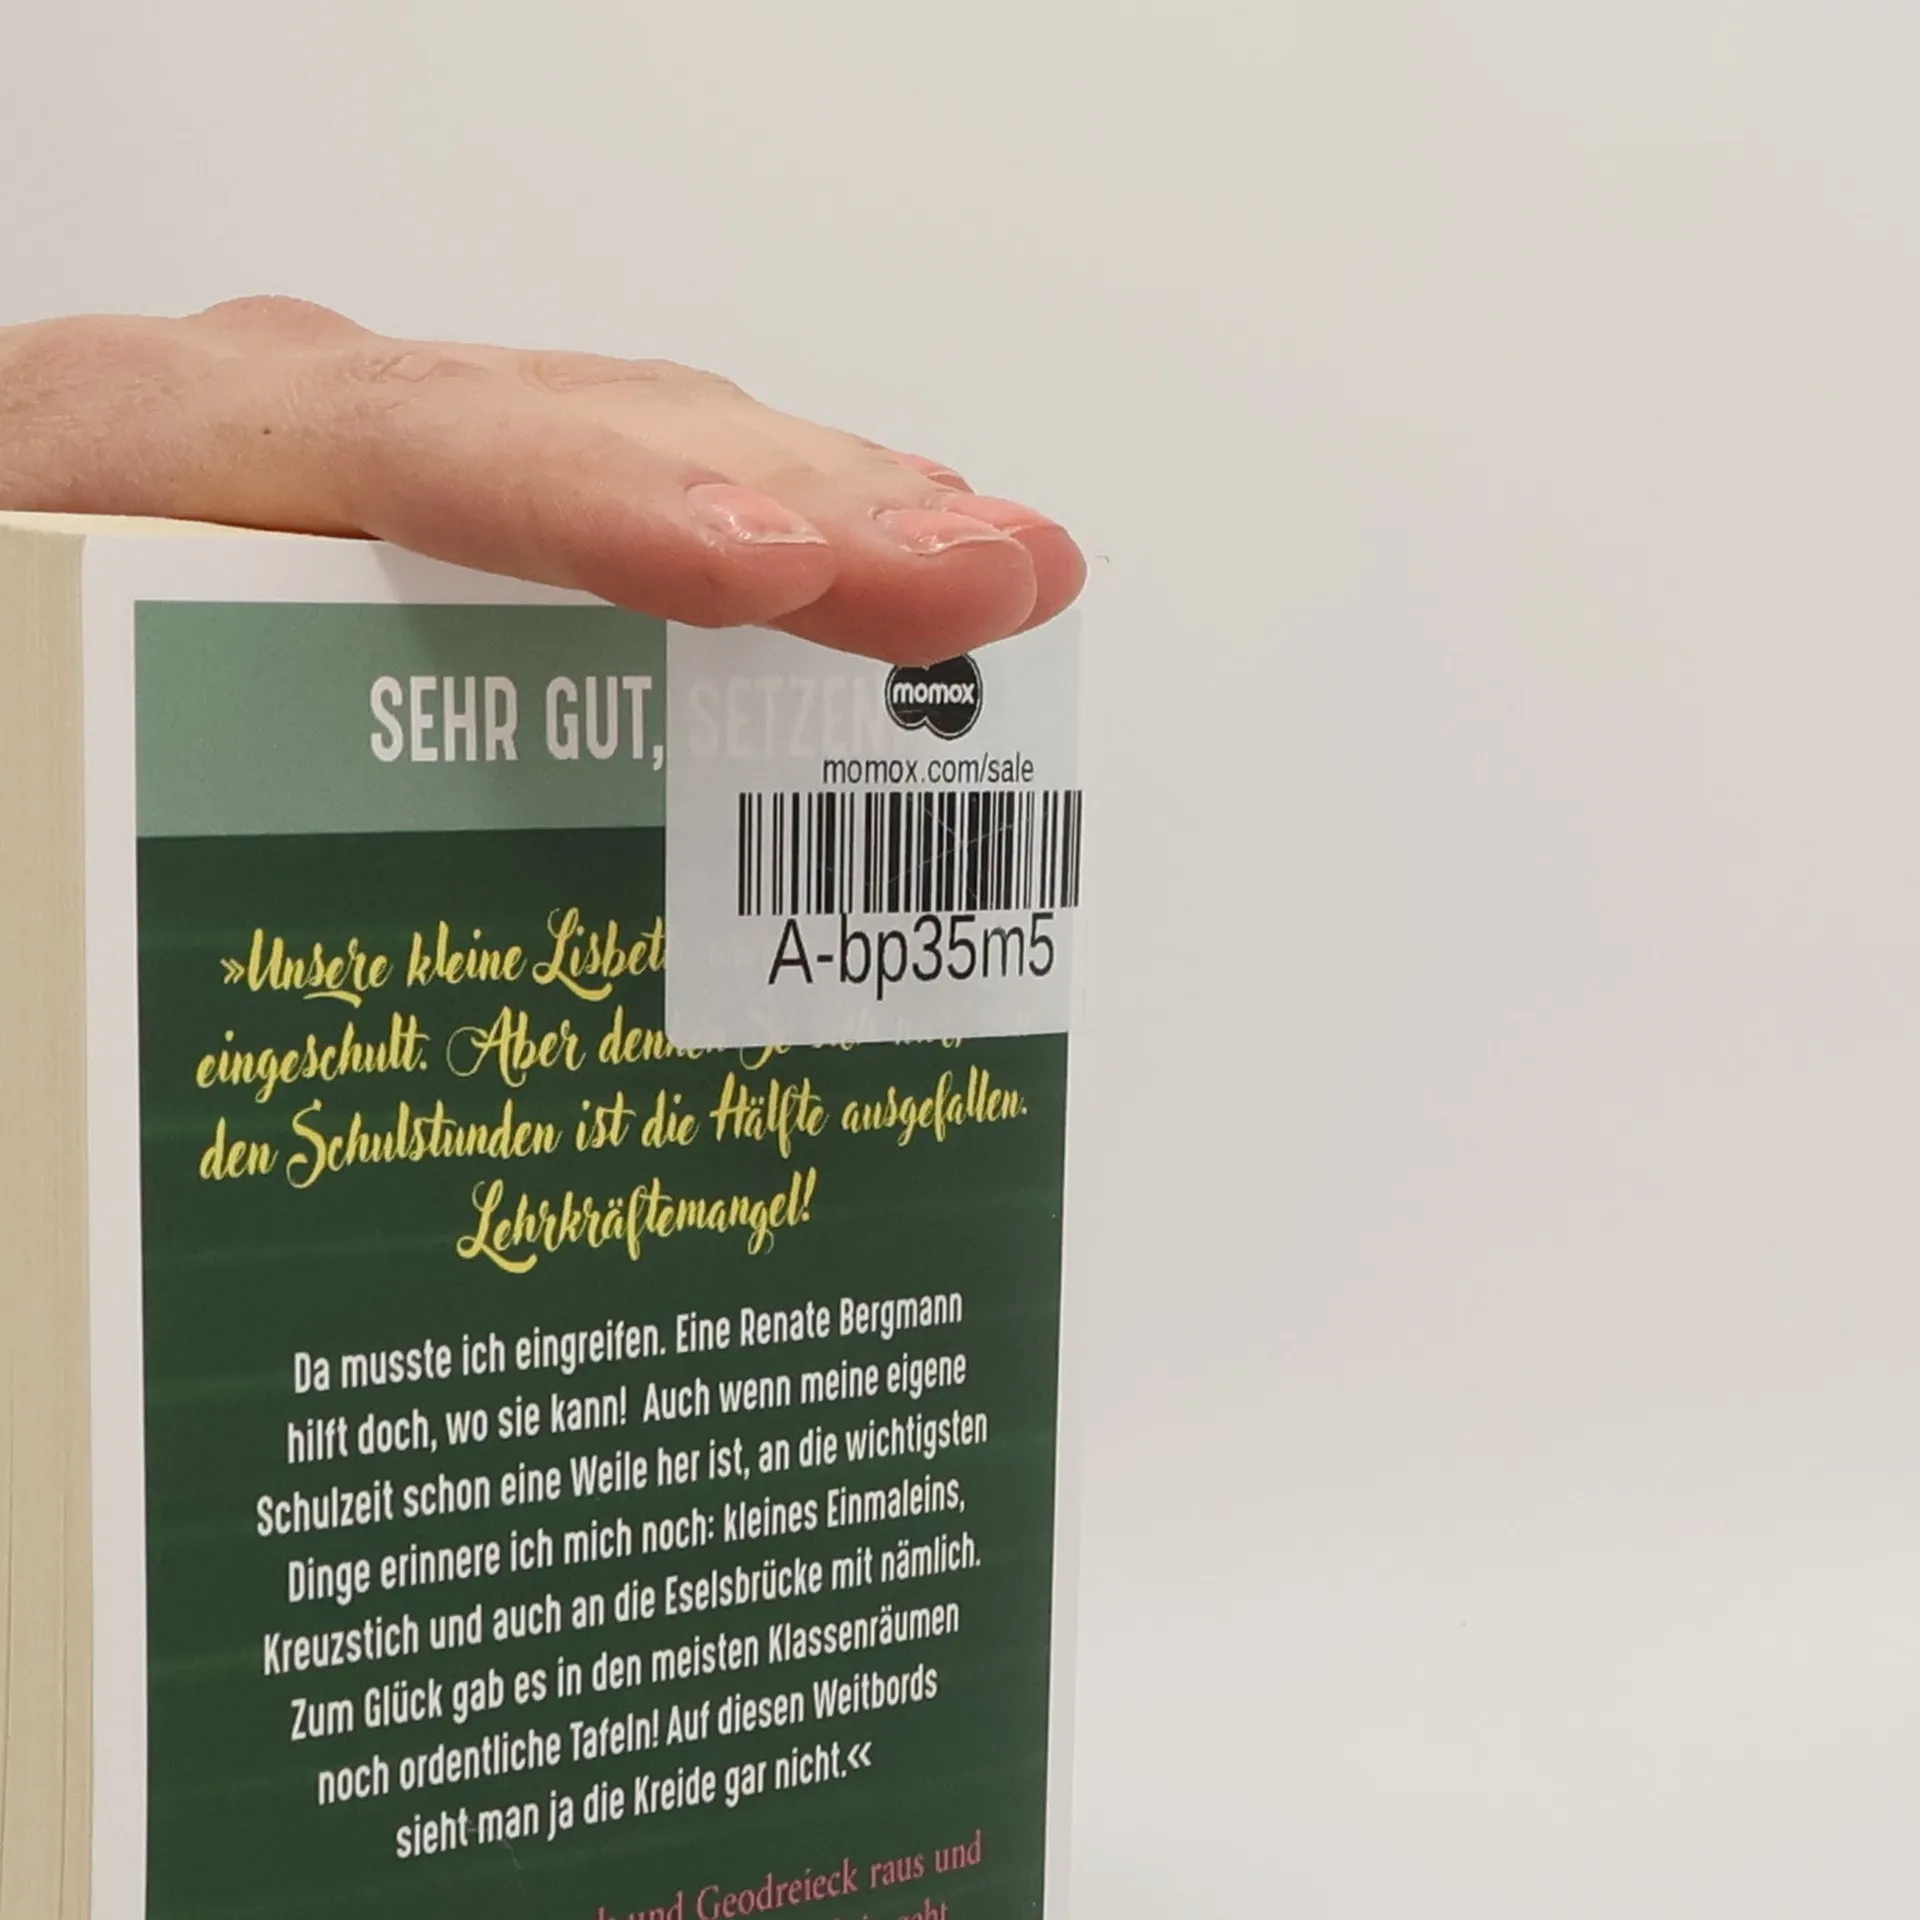 SEHR GUT, SETZEN!
momox
momox.com/sale
A-bp35m5
»Unsere kleine
eingeschult. Aber
den Schulstunden ist die Hälfte ausgefallen.
Lehrkräftemangel!
Da musste ich eingreifen. Eine Renate Bergmann
hilft doch, wo sie kann! Auch wenn meine eigene
Schulzeit schon eine Weile her ist, an die wichtigsten
Dinge erinnere ich mich noch: kleines Einmaleins,
Kreuzstich und auch an die Eselsbrücke mit nämlich.
Zum Glück gab es in den meisten Klassenräumen
noch ordentliche Tafeln! Auf diesen Weitbords
sieht man ja die Kreide gar nicht.«
und Geodreieck raus und